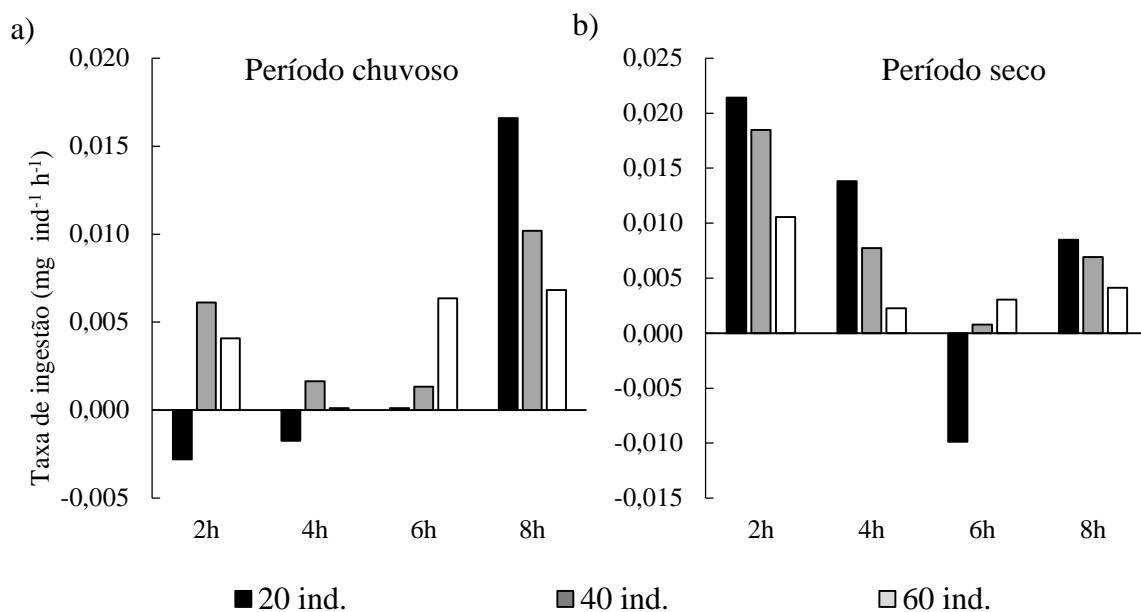 a)
Período chuvoso
Taxa de ingestão (mg ind⁻¹ h⁻¹)
0,020
0,015
0,010
0,005
0,000
-0,005
2h 4h 6h 8h
b)
Período seco
0,025
0,020
0,015
0,010
0,005
0,000
-0,005
-0,010
-0,015
2h 4h 6h 8h
20 ind. 40 ind. 60 ind.